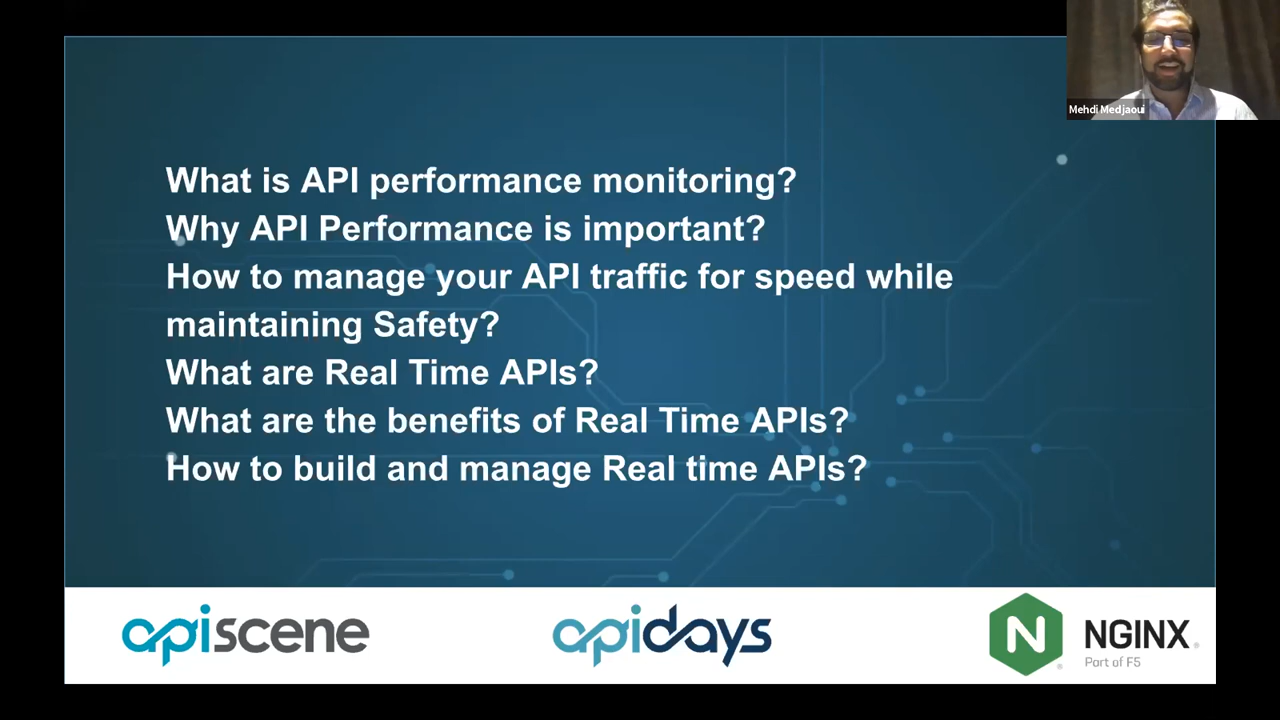 Mehdi Medjaoui
What is API performance monitoring?
Why API Performance is important?
How to manage your API traffic for speed while
maintaining Safety?
What are Real Time APIs?
What are the benefits of Real Time APIs?
How to build and manage Real time APIs?
apiscene
apidays
N NGINX
Part of F5